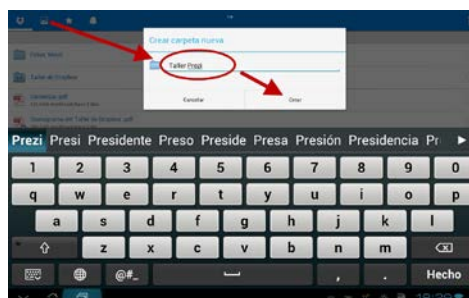 Crear carpeta nueva
Taller Prezi
Cancelar
Crear
Prezi Presi Presidente Preso Preside Presa Presión Presidencia Pr
1 2 3 4 5 6 7 8 9 0
q w e r t y u i o p
a s d f g h j k l
z x c v b n m
@#_ , . Hecho